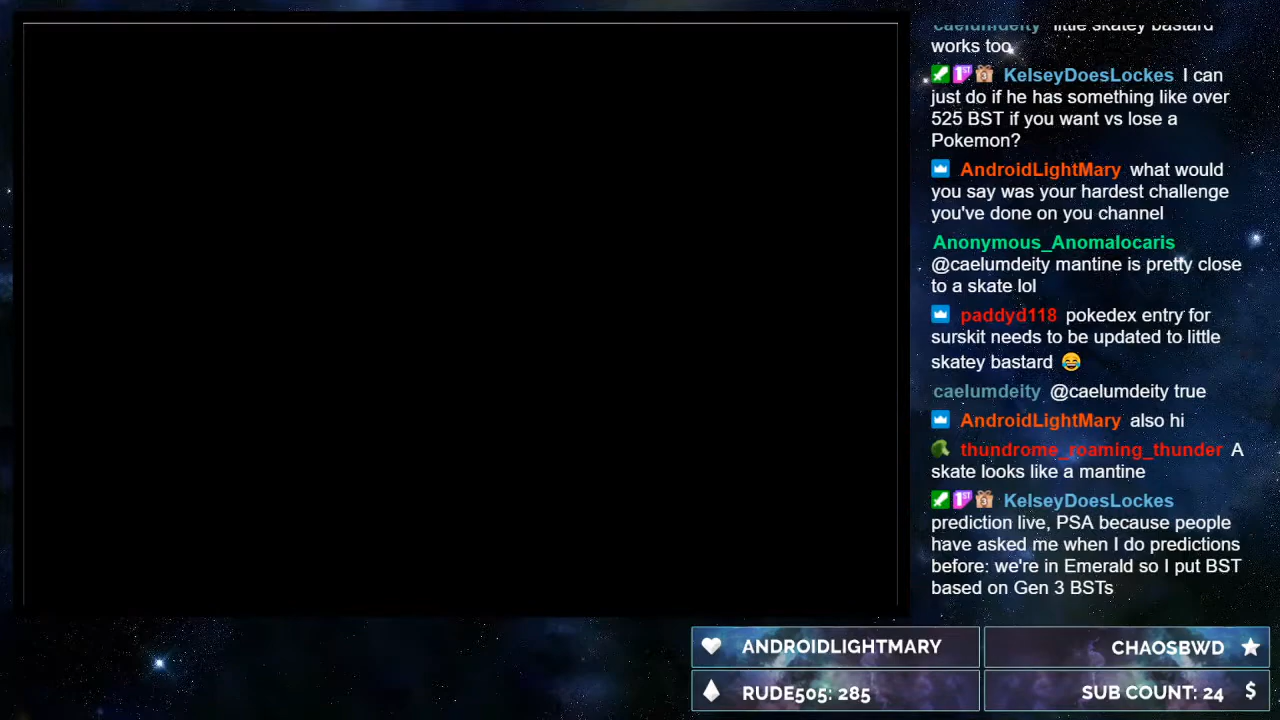 caelumdeity little skatey bastard
works too
KelseyDoesLockes I can
just do if he has something like over
525 BST if you want vs lose a
Pokemon?
AndroidLightMary what would
you say was your hardest challenge
you've done on you channel
Anonymous_Anomalocaris
@caelumdeity mantine is pretty close
to a skate lol
paddyd118 pokedex entry for
surskit needs to be updated to little
skatey bastard 😂
caelumdeity @caelumdeity true
AndroidLightMary also hi
thundrome_roaming_thunder A
skate looks like a mantine
KelseyDoesLockes
prediction live, PSA because people
have asked me when I do predictions
before: we're in Emerald so I put BST
based on Gen 3 BSTs
ANDROIDLIGHTMARY
CHAOSBWD
RUDE505: 285
SUB COUNT: 24 $